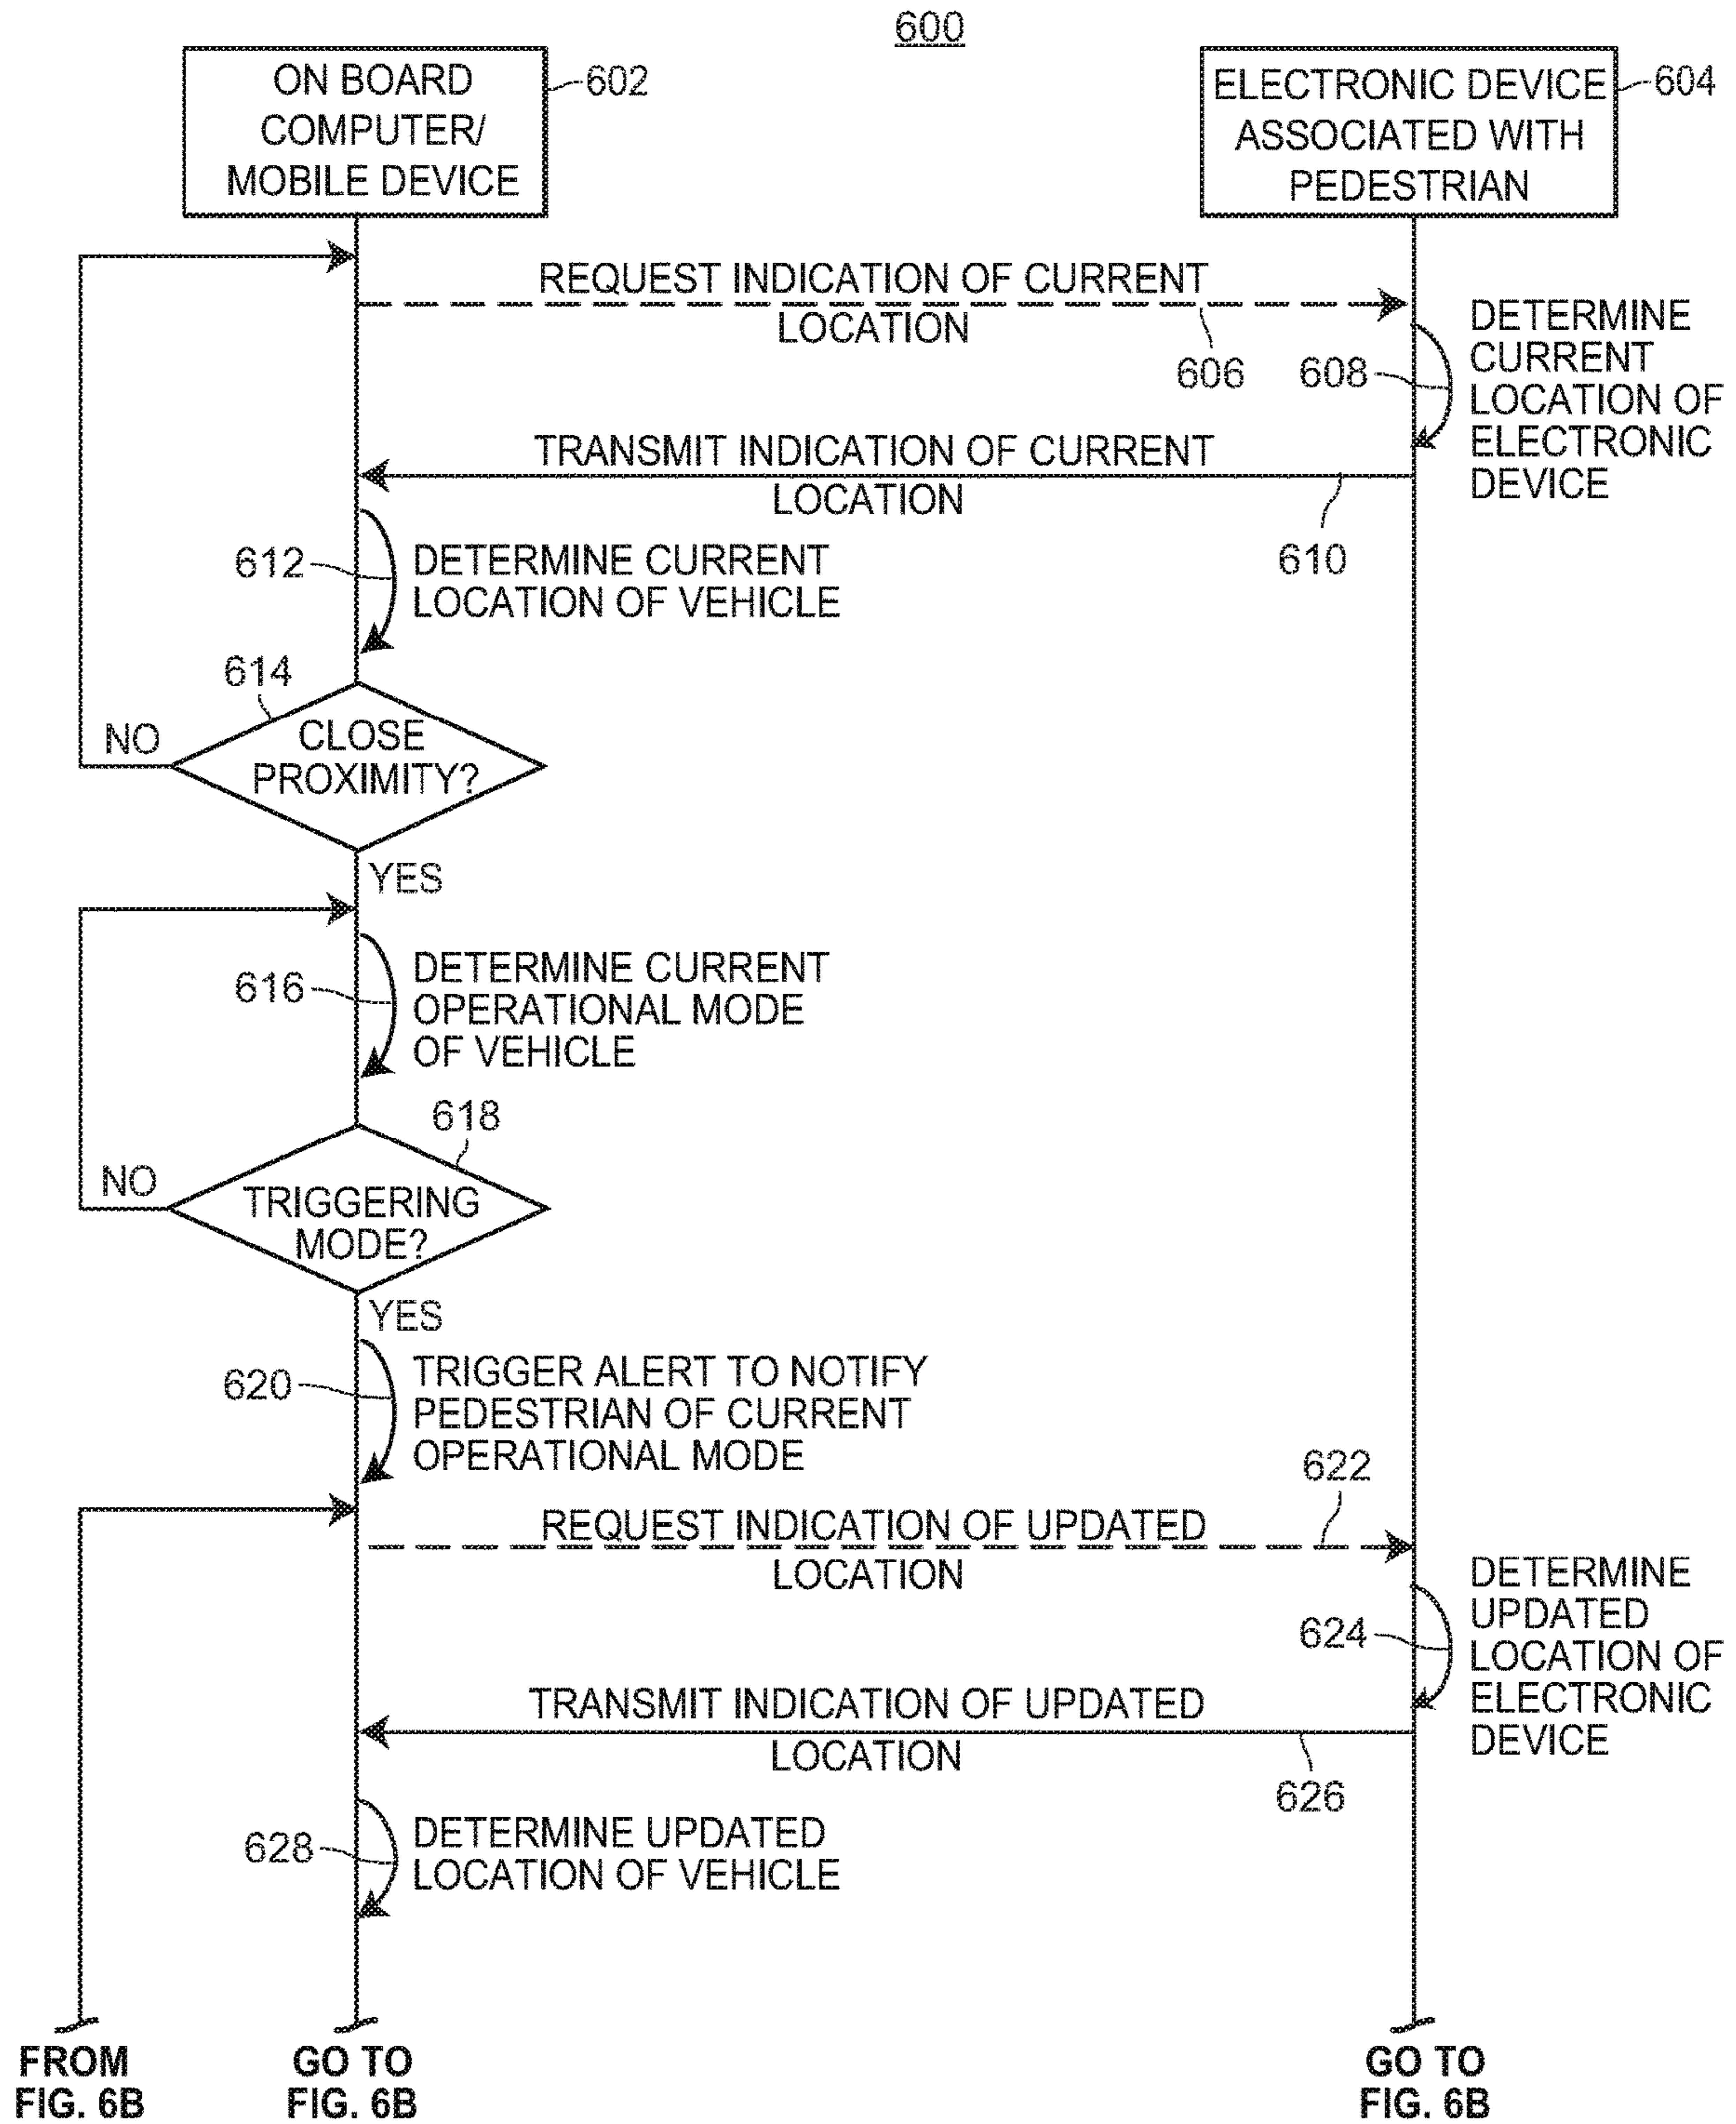 600
ON BOARD
COMPUTER/
MOBILE DEVICE
602
ELECTRONIC DEVICE
ASSOCIATED WITH
PEDESTRIAN
604
REQUEST INDICATION OF CURRENT
LOCATION
606
608
DETERMINE
CURRENT
LOCATION OF
ELECTRONIC
DEVICE
TRANSMIT INDICATION OF CURRENT
LOCATION
610
612
DETERMINE CURRENT
LOCATION OF VEHICLE
614
NO
CLOSE
PROXIMITY?
YES
616
DETERMINE CURRENT
OPERATIONAL MODE
OF VEHICLE
618
NO
TRIGGERING
MODE?
YES
620
TRIGGER ALERT TO NOTIFY
PEDESTRIAN OF CURRENT
OPERATIONAL MODE
622
REQUEST INDICATION OF UPDATED
LOCATION
624
DETERMINE
UPDATED
LOCATION OF
ELECTRONIC
DEVICE
TRANSMIT INDICATION OF UPDATED
LOCATION
626
628
DETERMINE UPDATED
LOCATION OF VEHICLE
FROM
FIG. 6B
GO TO
FIG. 6B
GO TO
FIG. 6B